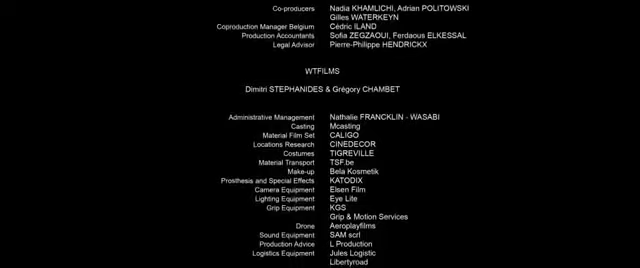 Co-producers Nadia KHAMLICHI, Adrian POLITOWSKI
Gilles WATERKEYN
Coproduction Manager Belgium Cédric ILAND
Production Accountants Sofia ZEGZAOUI, Ferdaous ELKESSAL
Legal Advisor Pierre-Philippe HENDRICKX
WTFILMS
Dimitri STEPHANIDES & Grégory CHAMBET
Administrative Management Nathalie FRANCKLIN - WASABI
Casting Mcasting
Material Film Set CALIGO
Locations Research CINEDECOR
Costumes TIGREVILLE
Material Transport TSF.be
Make-up Bela Kosmetik
Prosthesis and Special Effects KATODIX
Camera Equipment Eisen Film
Lighting Equipment Eye Lite
Grip Equipment KGS
Grip & Motion Services
Drone Aeroplayfilms
Sound Equipment SAM scrl
Production Advice L Production
Logistics Equipment Jules Logistic
Libertyroad